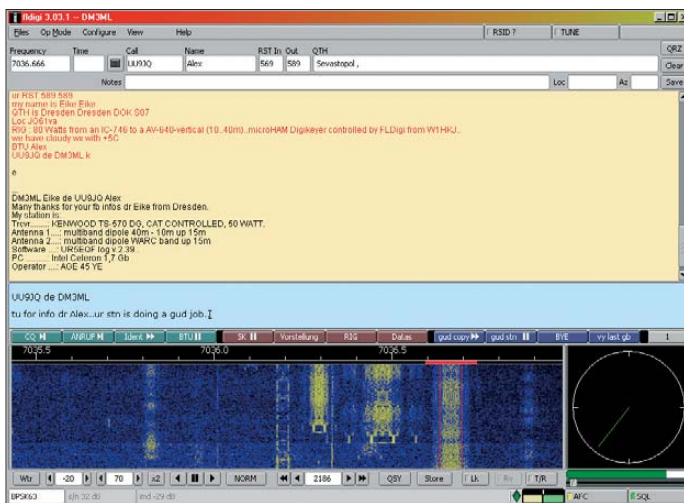 fldigi 3.03.1 -- DM3ML
Files Op Mode Configure View Help RSID ? TUNE
Frequency Time Call Name RST In Out QTH QRZ
7036.666 UU9JQ Alex 569 589 Sevastopol , Clear
Notes Loc Az Save
ur RST 589 589
my name is Eike Eike
QTH is Dresden Dresden DOK S07
Loc JO61va
RIG : 80 Watts from an IC-746 to a AV-640-vertical (10..40m)..microHAM Digikeyer controlled by FLDigi from W1HKJ..
we have cloudy wx with +5C
BTU Alex
UU9JQ de DM3ML k
e
...
DM3ML Eike de UU9JQ Alex
Many thanks for your fb infos dr Eike from Dresden.
My station is:
Trcvr......: KENWOOD TS-570 DG, CAT CONTROLLED, 50 WATT.
Antenna 1...: multiband dipole 40m - 10m up 15m
Antenna 2...: multiband dipole WARC band up 15m
Software ...: UR5EQF log v.2.39..
PC ........: Intel Celeron 1,7 Gb
Operator ....: AGE 45 YE
UU9JQ de DM3ML
tu for info dr Alex..ur stn is doing a gud job..
CQ ANRUF Ident BTU SK Vorstellung RIG Datas gud copy gud stn BYE vy last gb 1
7035.5 7036.0 7036.5
Wtr -20 70 x2 NORM 2186 QSY Store Lk Rv T/R
BPSK63 s/n 32 dB imd -29 dB AFC SQL